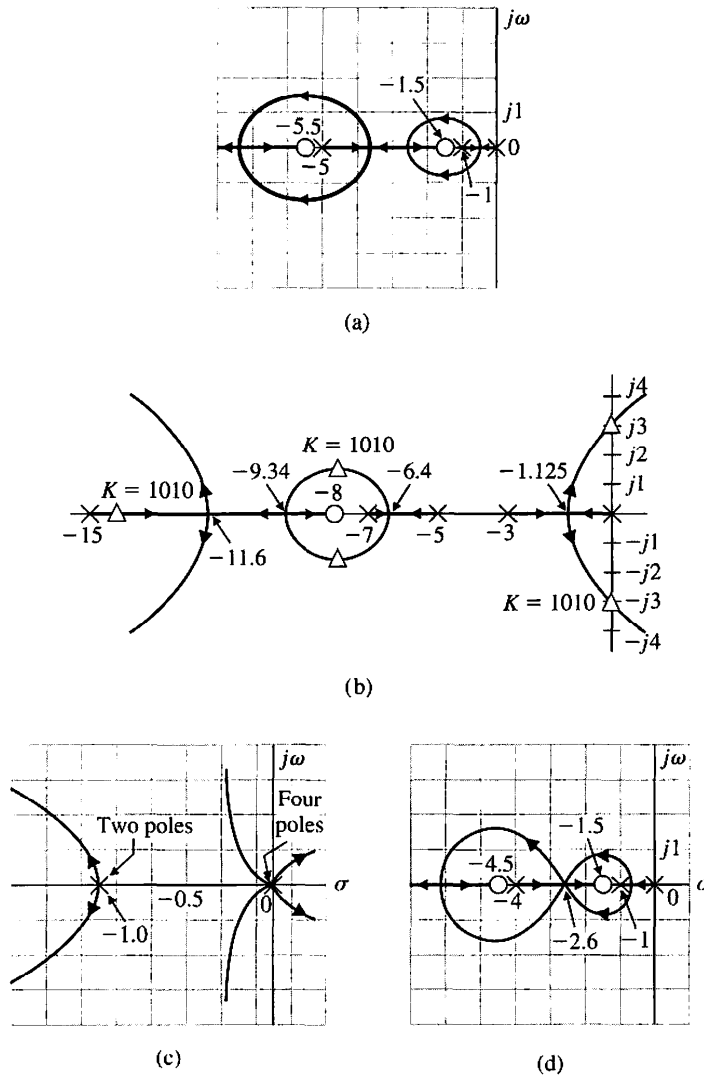 jω
−1.5
−5.5
j1
0
−5
−1
(a)
j4
K = 1010
j3
−9.34
−6.4
−1.125
j2
K = 1010
−8
j1
−15
−7
−5
−3
−11.6
−j1
−j2
K = 1010
−j3
−j4
(b)
jω
Four
poles
Two poles
−0.5
0
σ
−1.0
(c)
jω
−1.5
j1
−4.5
−4
0
σ
−2.6
−1
(d)